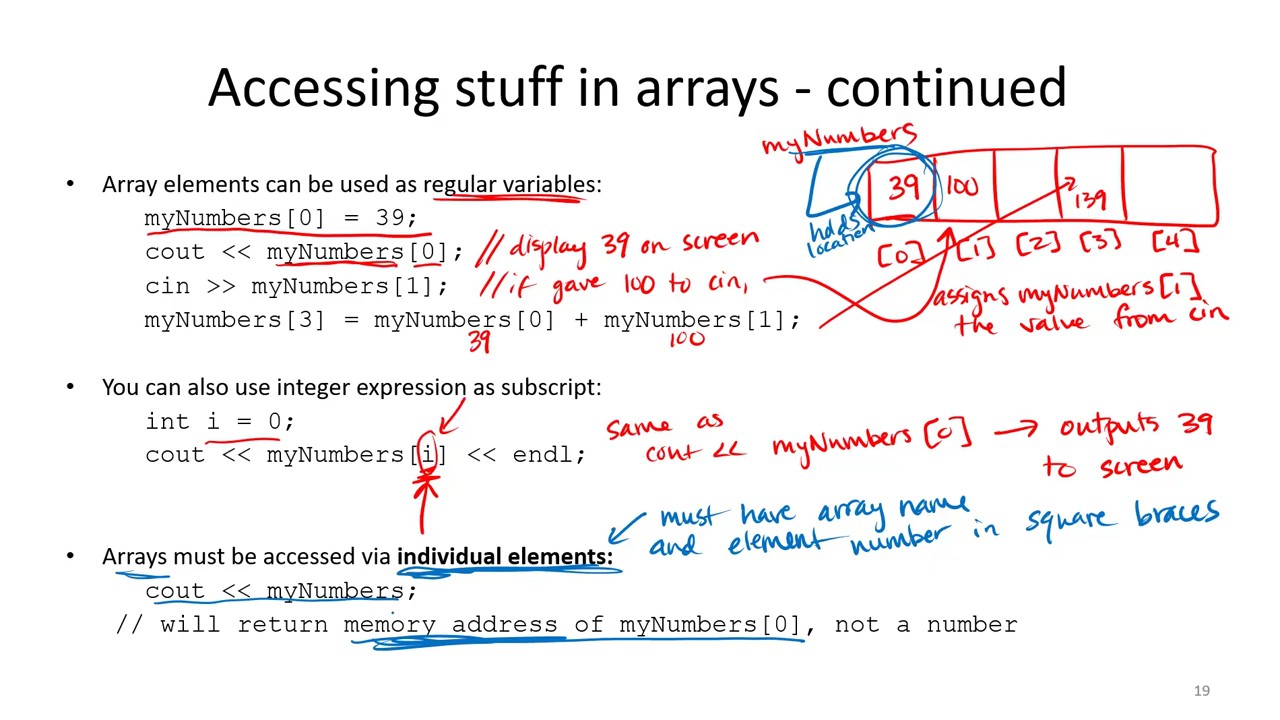 Accessing stuff in arrays - continued
myNumbers
• Array elements can be used as regular variables:
39 100 139
myNumbers[0] = 39;
holds
location
cout << myNumbers[0]; // display 39 on screen
[0] [1] [2] [3] [4]
cin >> myNumbers[1]; // if gave 100 to cin,
assigns myNumbers[1]
the value from cin
myNumbers[3] = myNumbers[0] + myNumbers[1];
39 100
• You can also use integer expression as subscript:
int i = 0;
cout << myNumbers[i] << endl;
same as
cout << myNumbers[0] → outputs 39
to screen
must have array name
and element number in square braces
• Arrays must be accessed via individual elements:
cout << myNumbers;
// will return memory address of myNumbers[0], not a number
19